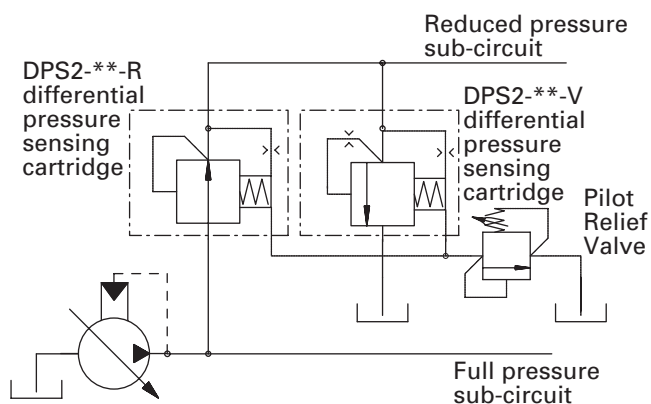 Reduced pressure
sub-circuit
DPS2-**-R
differential
pressure
sensing
cartridge
DPS2-**-V
differential
pressure
sensing
cartridge
Pilot
Relief
Valve
Full pressure
sub-circuit